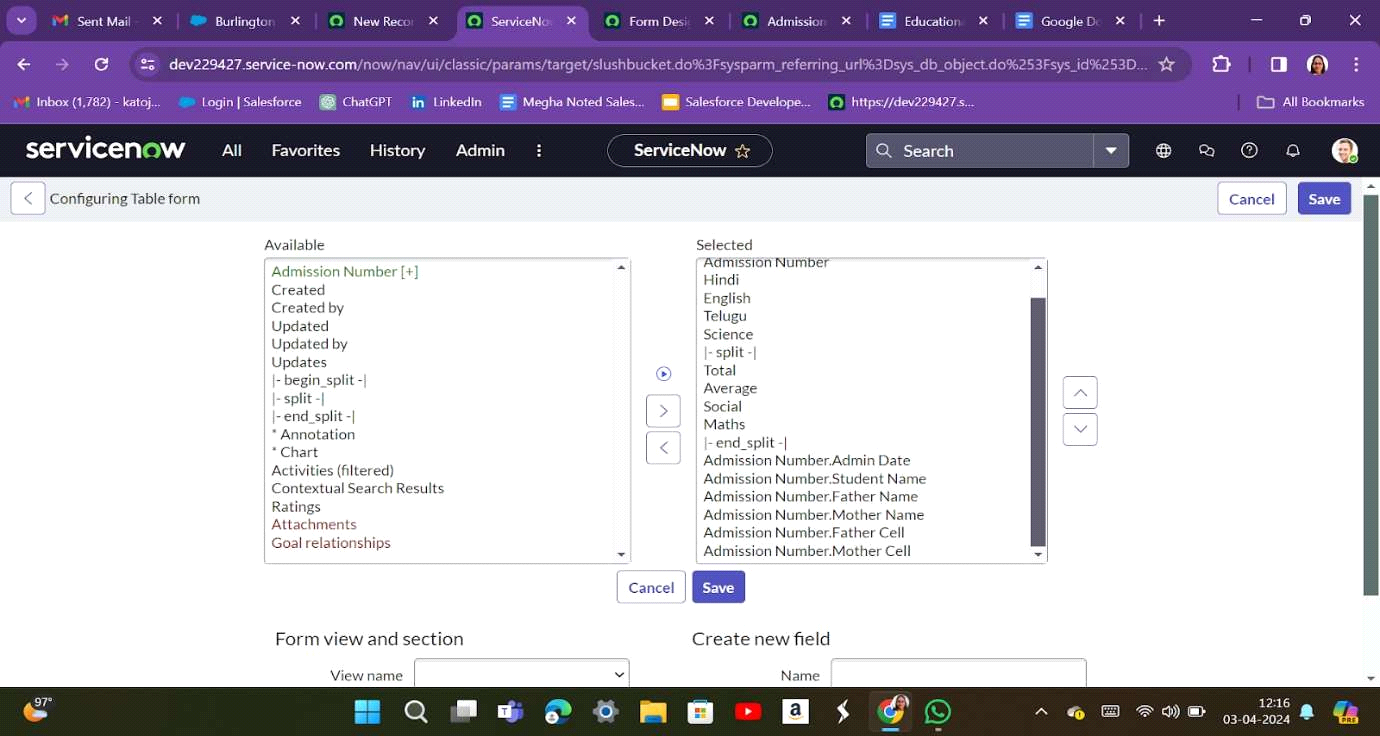 Sent Mail -
Burlington
New Recor
ServiceNo
Form Desi
Admission
Education
Google Do
dev229427.service-now.com/now/nav/ui/classic/params/target/slushbucket.do%3Fsysparm_referring_url%3Dsys_db_object.do%253Fsys_id%253D...
Inbox (1,782) - katoj...
Login | Salesforce
ChatGPT
LinkedIn
Megha Noted Sales...
Salesforce Develope...
https://dev229427.s...
All Bookmarks
servicenow
All
Favorites
History
Admin
ServiceNow
Search
Configuring Table form
Cancel
Save
Available
Admission Number [+]
Created
Created by
Updated
Updated by
Updates
|- begin_split -|
|- split -|
|- end_split -|
* Annotation
* Chart
Activities (filtered)
Contextual Search Results
Ratings
Attachments
Goal relationships
Selected
Admission Number
Hindi
English
Telugu
Science
|- split -|
Total
Average
Social
Maths
|- end_split -|
Admission Number.Admin Date
Admission Number.Student Name
Admission Number.Father Name
Admission Number.Mother Name
Admission Number.Father Cell
Admission Number.Mother Cell
Cancel
Save
Form view and section
View name
Create new field
Name
97°
12:16
03-04-2024
PRE